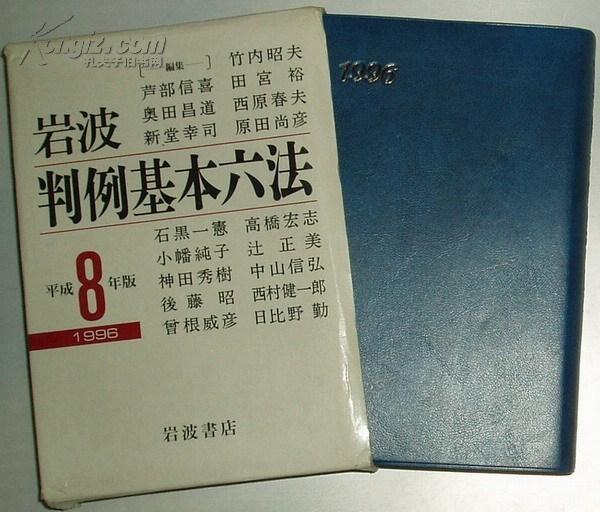 Kongfz.com
孔夫子旧书网
編集
竹内昭夫
芦部信喜 田宮裕
奥田昌道 西原春夫
新堂幸司 原田尚彦
岩波
判例基本六法
石黒一憲 高橋宏志
小幡純子 辻正美
神田秀樹 中山信弘
後藤昭 西村健一郎
曾根威彦 日比野勤
平成8年版
1996
岩波書店
1996